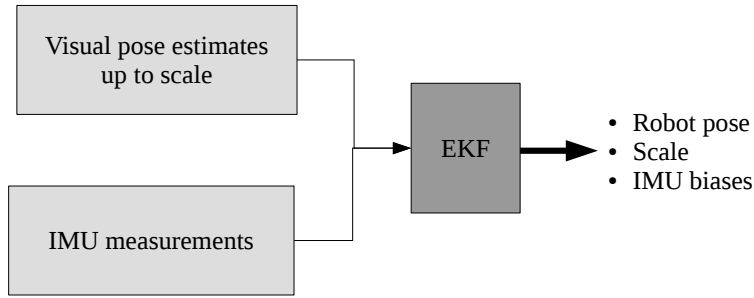 Visual pose estimates
up to scale
IMU measurements
EKF
• Robot pose
• Scale
• IMU biases